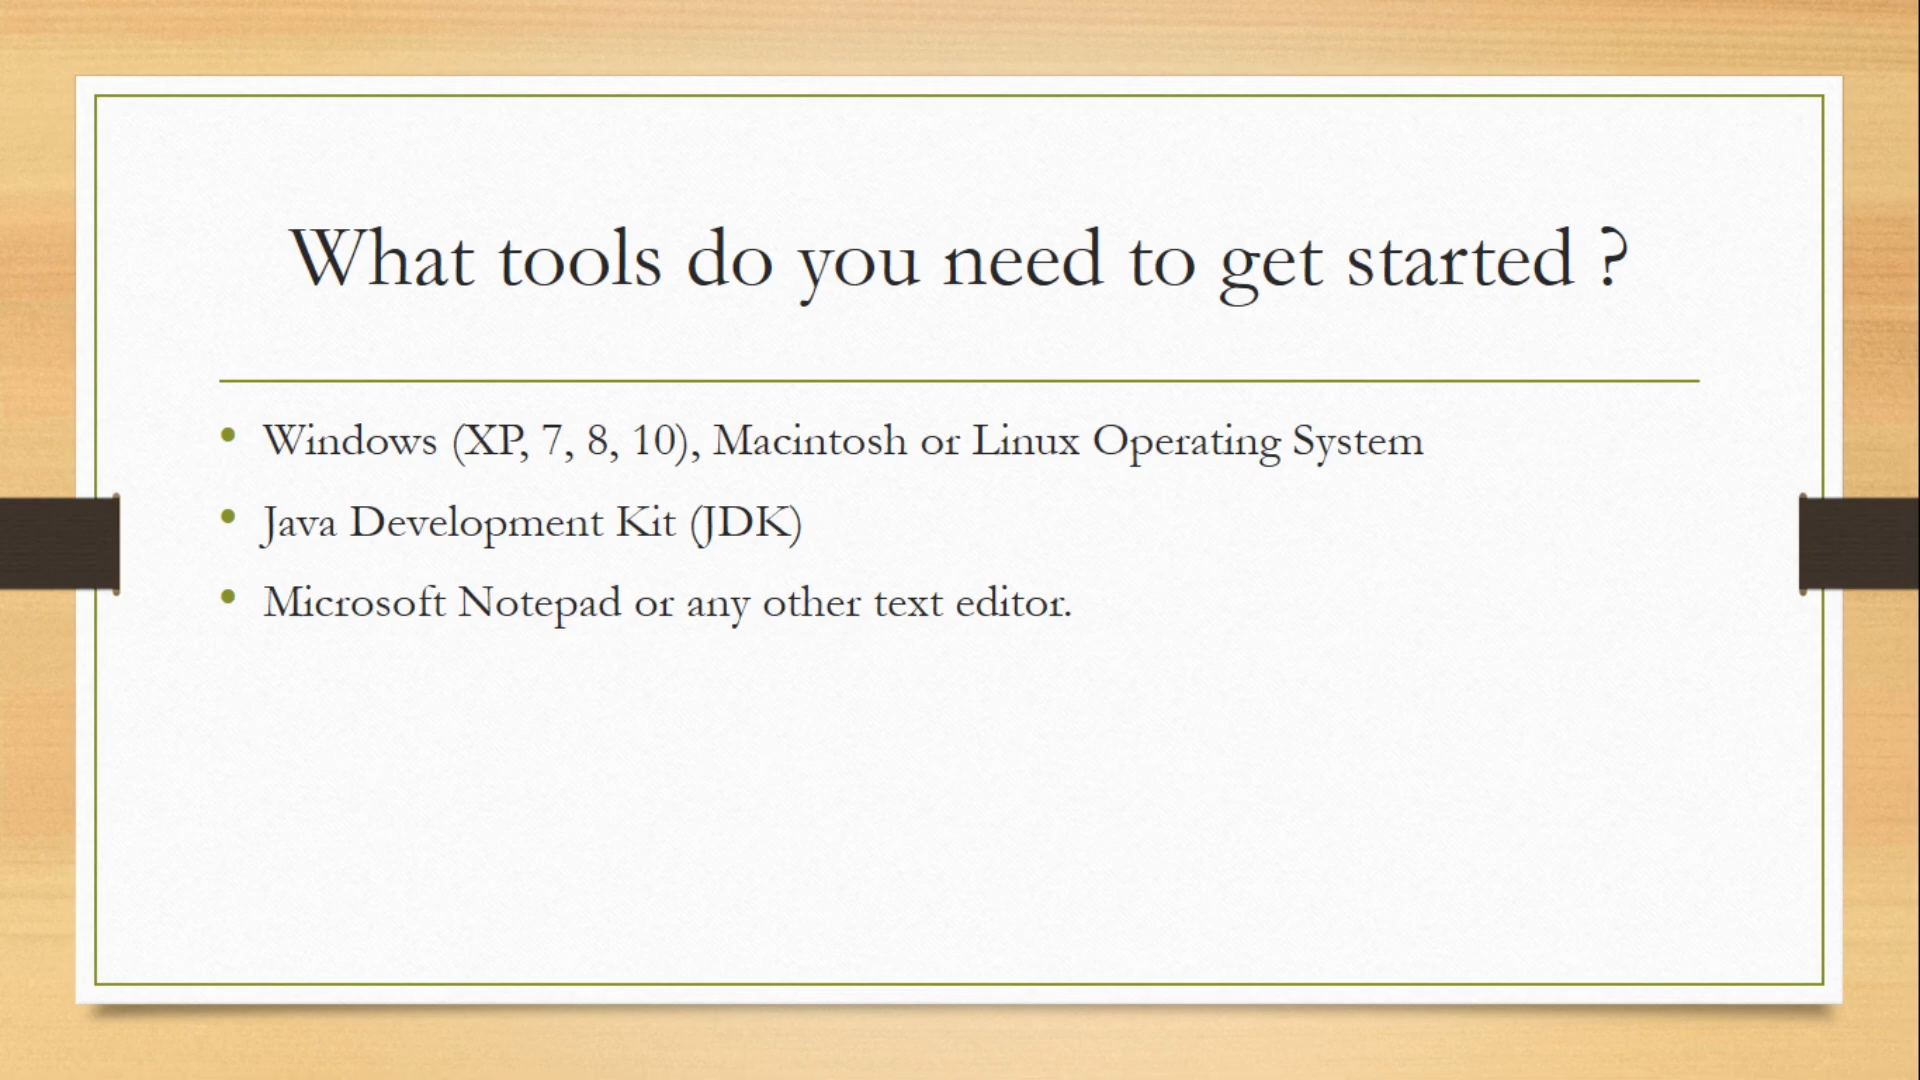 What tools do you need to get started ?
• Windows (XP, 7, 8, 10), Macintosh or Linux Operating System
• Java Development Kit (JDK)
• Microsoft Notepad or any other text editor.